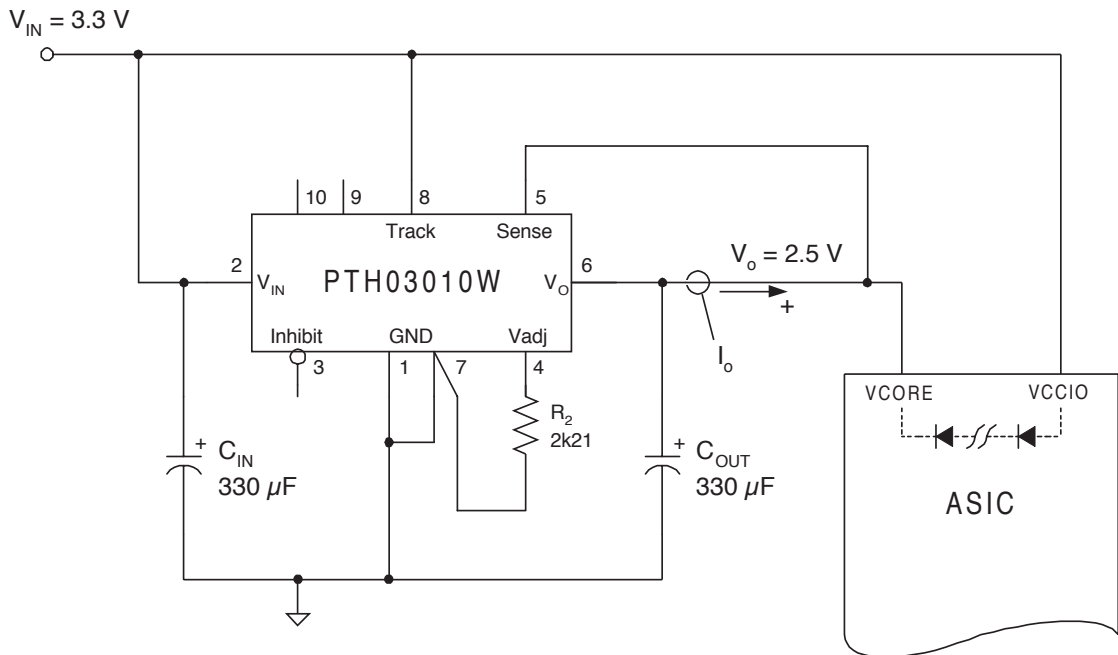 V_IN = 3.3 V
10
9
8
5
Track
Sense
2
V_IN
PTH03010W
V_O
6
V_o = 2.5 V
+
I_o
Inhibit
GND
Vadj
3
1
7
4
R_2
2k21
+
C_IN
330 µF
+
C_OUT
330 µF
VCORE
VCCIO
ASIC